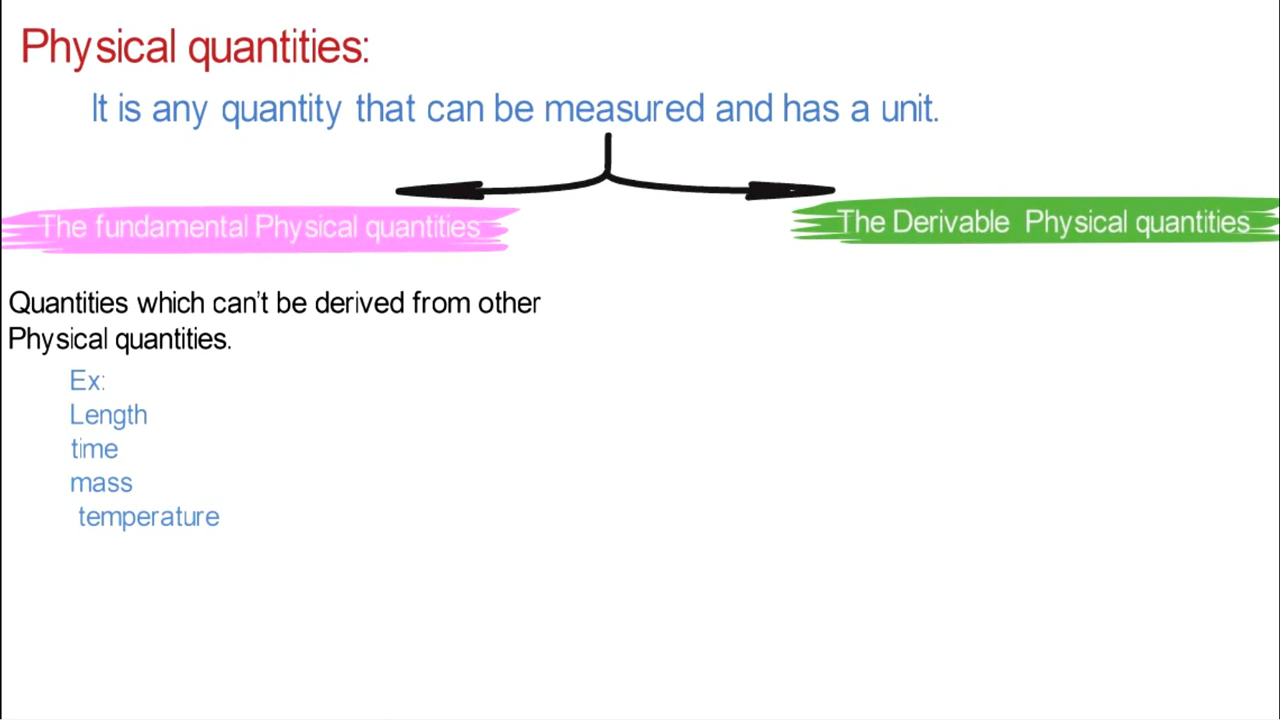 Physical quantities:
It is any quantity that can be measured and has a unit.
The fundamental Physical quantities
The Derivable Physical quantities
Quantities which can't be derived from other
Physical quantities.
Ex:
Length
time
mass
temperature